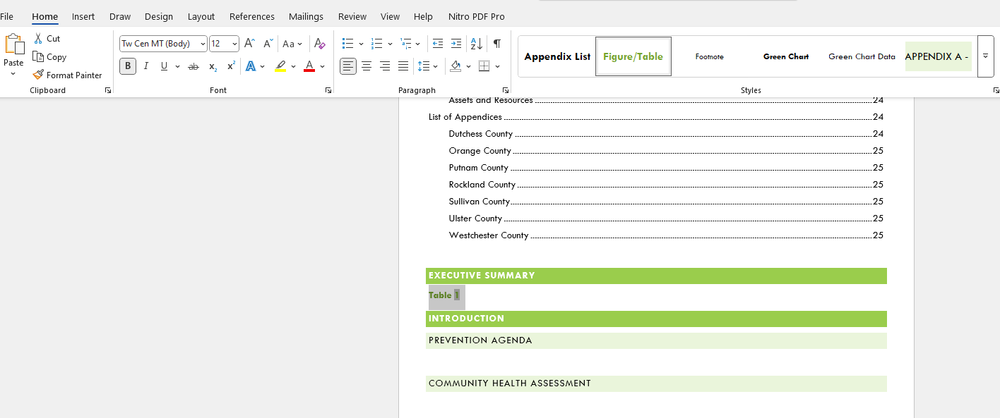 File Home Insert Draw Design Layout References Mailings Review View Help Nitro PDF Pro
Paste
Cut
Copy
Format Painter
Clipboard
Tw Cen MT (Body) 12 A A Aa A
B I U ab x2 x2 A A
Font
A Z
Paragraph
Appendix List Figure/Table Footnote Green Chart Green Chart Data APPENDIX A -
Styles
Assets and Resources 24
List of Appendices 24
Dutchess County 24
Orange County 25
Putnam County 25
Rockland County 25
Sullivan County 25
Ulster County 25
Westchester County 25
EXECUTIVE SUMMARY
Table 1
INTRODUCTION
PREVENTION AGENDA
COMMUNITY HEALTH ASSESSMENT